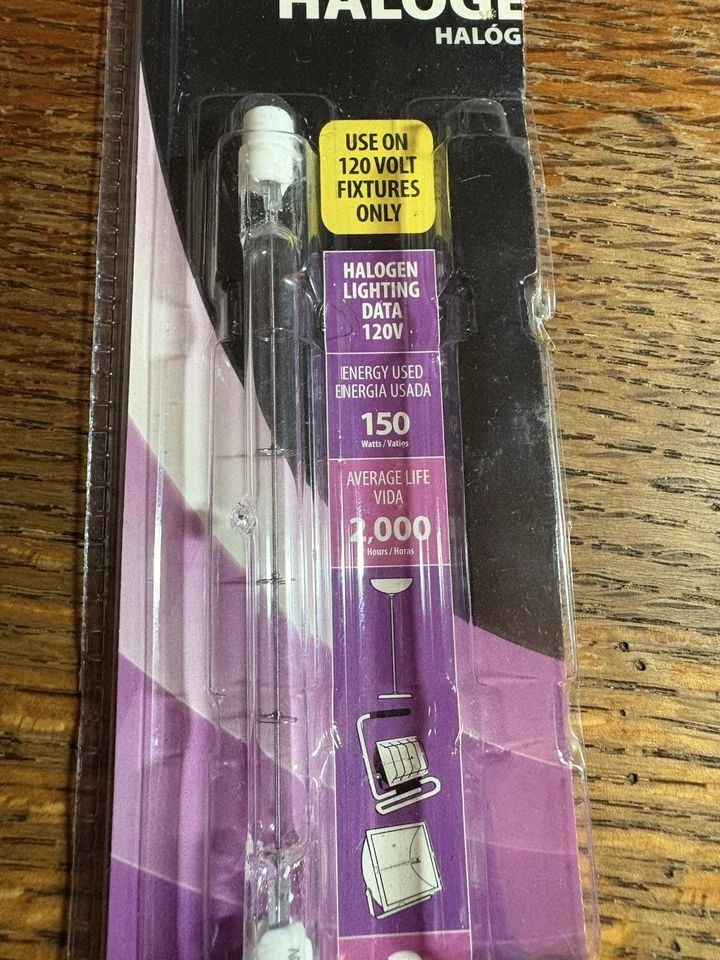 HALOGE
HALÓG
USE ON
120 VOLT
FIXTURES
ONLY
HALOGEN
LIGHTING
DATA
120V
ENERGY USED
ENERGIA USADA
150
Watts / Vatios
AVERAGE LIFE
VIDA
2,000
Hours / Horas